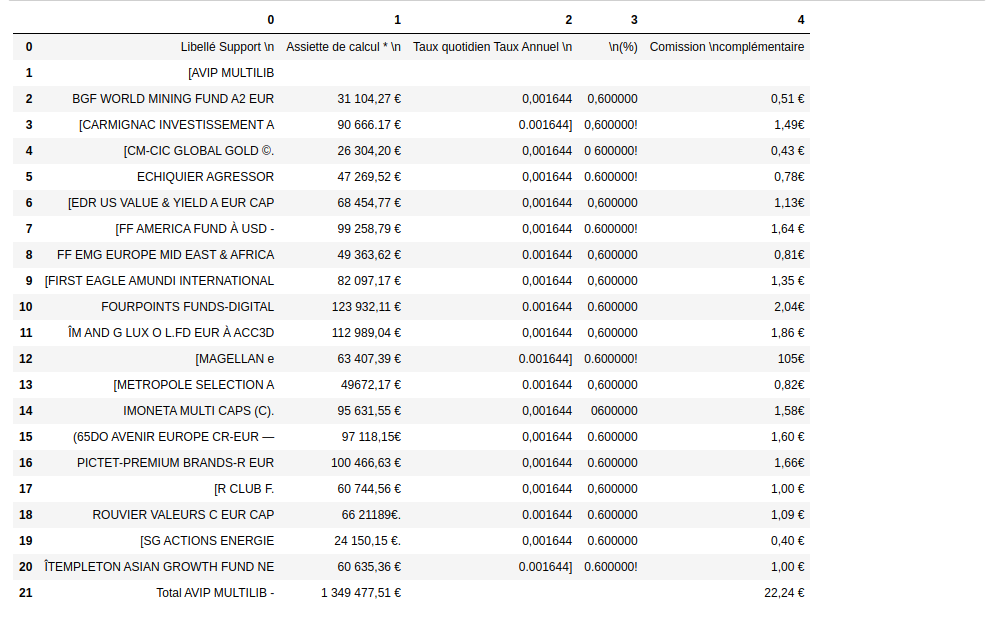 0 1 2 3 4
0 Libellé Support \n Assiette de calcul * \n Taux quotidien Taux Annuel \n \n(%) Comission \ncomplémentaire
1 [AVIP MULTILIB
2 BGF WORLD MINING FUND A2 EUR 31 104,27 € 0,001644 0,600000 0,51 €
3 [CARMIGNAC INVESTISSEMENT A 90 666.17 € 0.001644] 0,600000! 1,49€
4 [CM-CIC GLOBAL GOLD ©. 26 304,20 € 0,001644 0 600000! 0,43 €
5 ECHIQUIER AGRESSOR 47 269,52 € 0,001644 0.600000! 0,78€
6 [EDR US VALUE & YIELD A EUR CAP 68 454,77 € 0,001644 0,600000! 1,13€
7 [FF AMERICA FUND À USD - 99 258,79 € 0,001644 0.600000! 1,64 €
8 FF EMG EUROPE MID EAST & AFRICA 49 363,62 € 0.001644 0,600000 0,81€
9 [FIRST EAGLE AMUNDI INTERNATIONAL 82 097,17 € 0,001644 0,600000 1,35 €
10 FOURPOINTS FUNDS-DIGITAL 123 932,11 € 0.001644 0.600000 2,04€
11 ÎM AND G LUX O L.FD EUR À ACC3D 112 989,04 € 0,001644 0,600000 1,86 €
12 [MAGELLAN e 63 407,39 € 0.001644] 0.600000! 105€
13 [METROPOLE SELECTION A 49672,17 € 0.001644 0,600000 0,82€
14 IMONETA MULTI CAPS (C). 95 631,55 € 0,001644 0600000 1,58€
15 (65DO AVENIR EUROPE CR-EUR — 97 118,15€ 0,001644 0.600000 1,60 €
16 PICTET-PREMIUM BRANDS-R EUR 100 466,63 € 0,001644 0.600000 1,66€
17 [R CLUB F. 60 744,56 € 0,001644 0,600000 1,00 €
18 ROUVIER VALEURS C EUR CAP 66 21189€. 0.001644 0.600000 1,09 €
19 [SG ACTIONS ENERGIE 24 150,15 €. 0,001644 0.600000 0,40 €
20 ÎTEMPLETON ASIAN GROWTH FUND NE 60 635,36 € 0.001644] 0.600000! 1,00 €
21 Total AVIP MULTILIB - 1 349 477,51 € 22,24 €